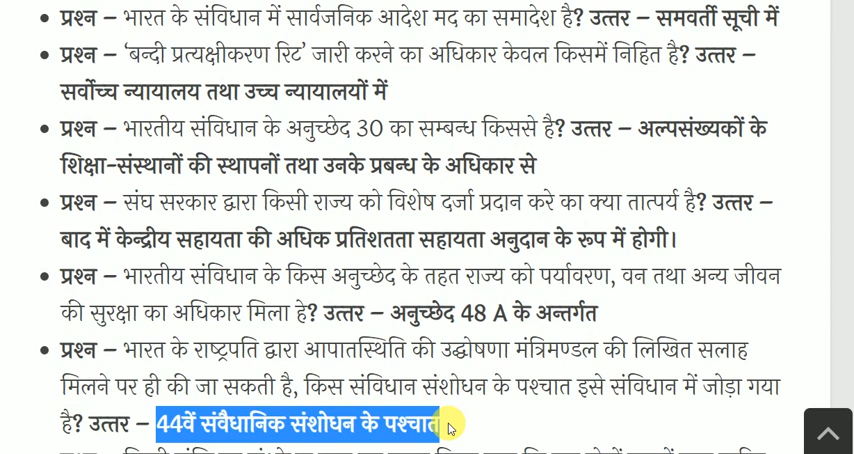 • प्रश्न – भारत के संविधान में सार्वजनिक आदेश मद का समादेश है? उत्तर – समवर्ती सूची में
• प्रश्न – ‘बन्दी प्रत्यक्षीकरण रिट’ जारी करने का अधिकार केवल किसमें निहित है? उत्तर –
सर्वोच्च न्यायालय तथा उच्च न्यायालयों में
• प्रश्न – भारतीय संविधान के अनुच्छेद 30 का सम्बन्ध किससे है? उत्तर – अल्पसंख्यकों के
शिक्षा-संस्थानों की स्थापनों तथा उनके प्रबन्ध के अधिकार से
• प्रश्न – संघ सरकार द्वारा किसी राज्य को विशेष दर्जा प्रदान करे का क्या तात्पर्य है? उत्तर –
बाद में केन्द्रीय सहायता की अधिक प्रतिशतता सहायता अनुदान के रूप में होगी।
• प्रश्न – भारतीय संविधान के किस अनुच्छेद के तहत राज्य को पर्यावरण, वन तथा अन्य जीवन
की सुरक्षा का अधिकार मिला हे? उत्तर – अनुच्छेद 48 A के अन्तर्गत
• प्रश्न – भारत के राष्ट्रपति द्वारा आपातस्थिति की उद्घोषणा मंत्रिमण्डल की लिखित सलाह
मिलने पर ही की जा सकती है, किस संविधान संशोधन के पश्चात इसे संविधान में जोड़ा गया
है? उत्तर – 44वें संवैधानिक संशोधन के पश्चात